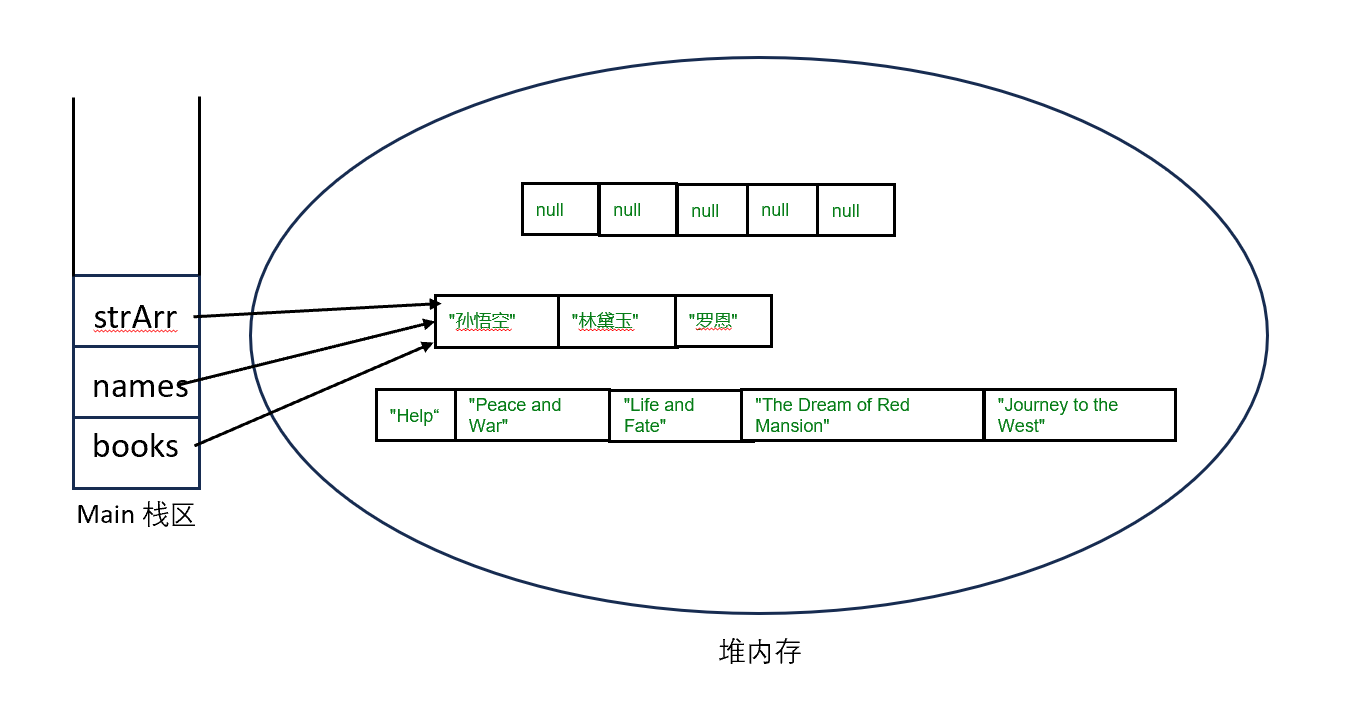 null null null null null
strArr
"孙悟空" "林黛玉" "罗恩"
names
"Help“ "Peace and
War" "Life and
Fate" "The Dream of Red
Mansion" "Journey to the
West"
books
Main 栈区
堆内存